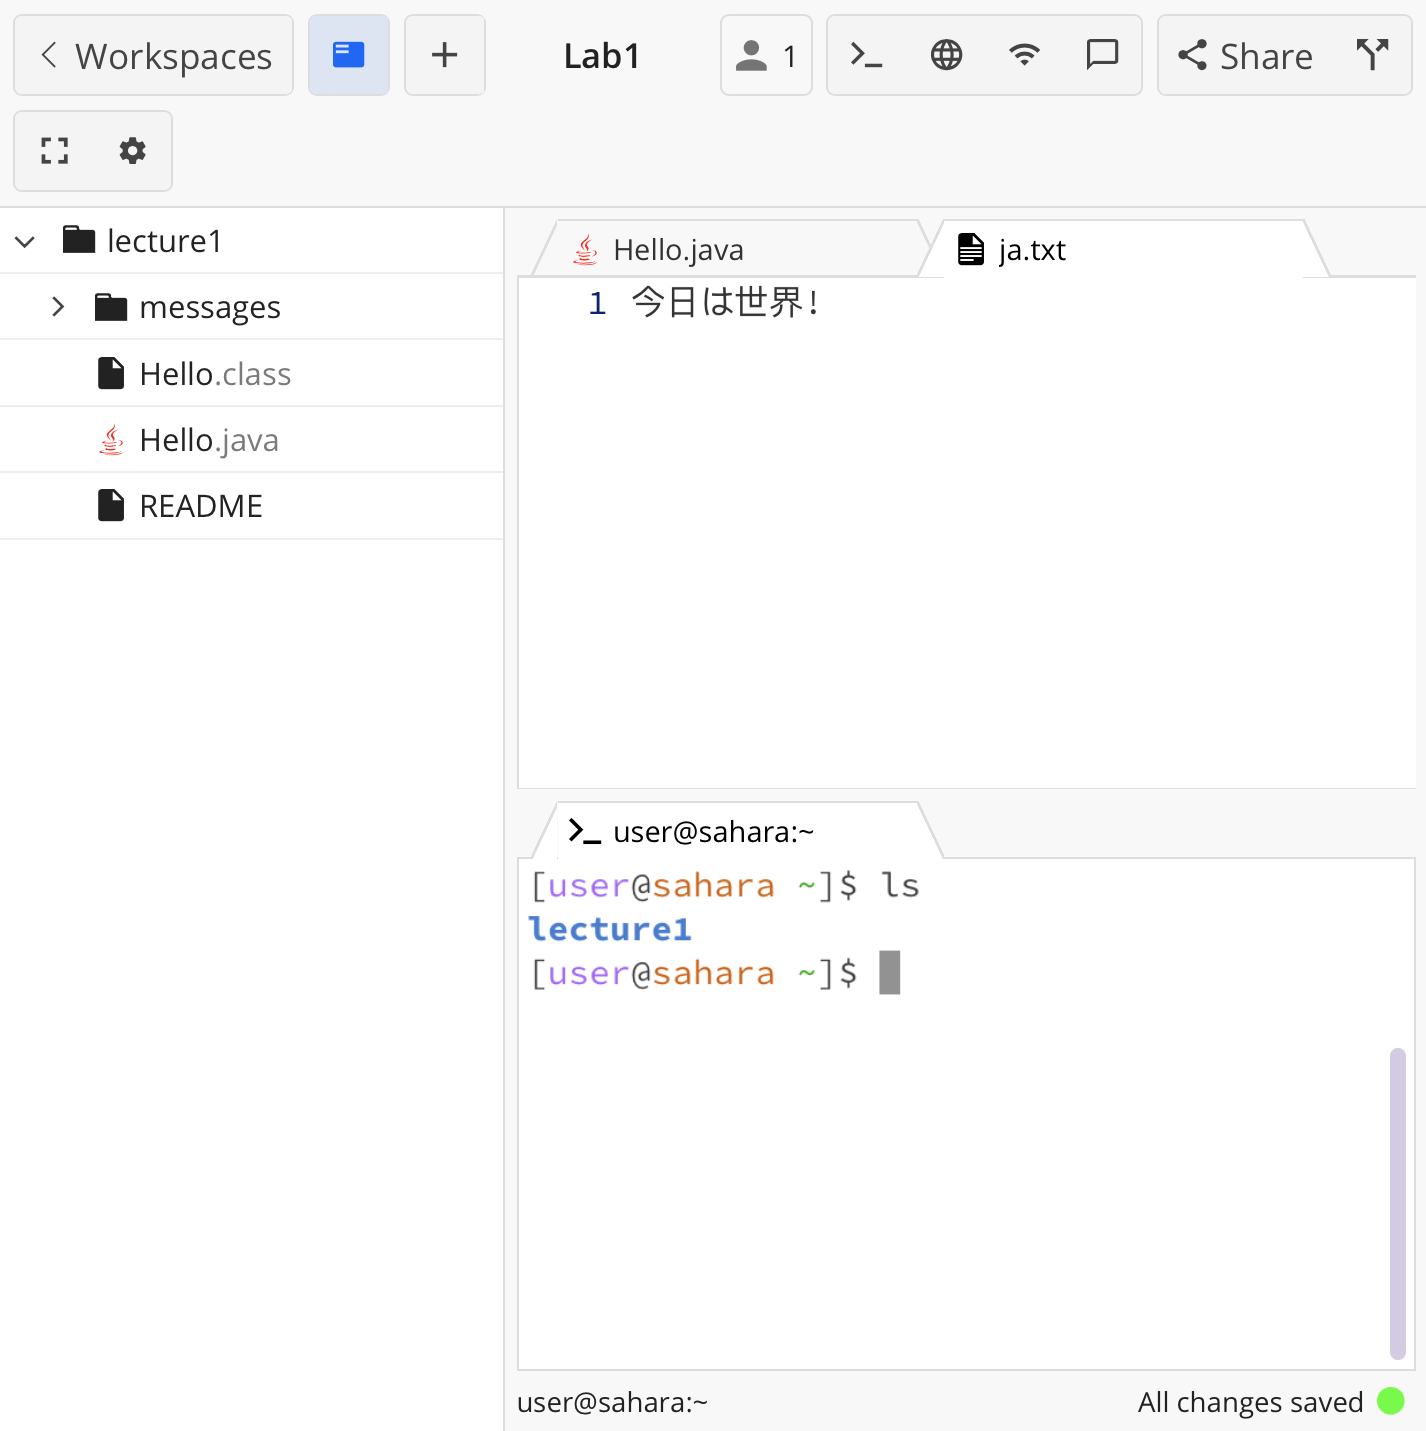 Workspaces
Lab1
1
Share
lecture1
messages
Hello.class
Hello.java
README
Hello.java
ja.txt
1 今日は世界!
>_ user@sahara:~
[user@sahara ~]$ ls
lecture1
[user@sahara ~]$
user@sahara:~
All changes saved